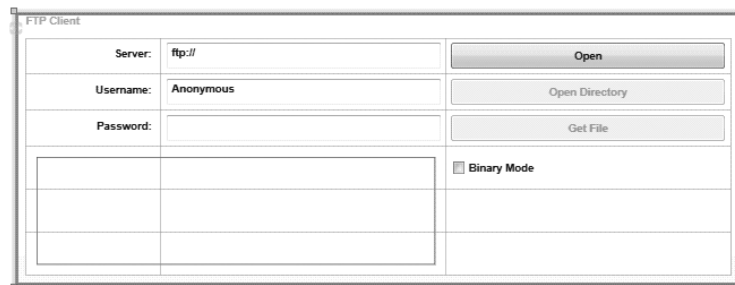 FTP Client
Server: ftp:// Open
Username: Anonymous Open Directory
Password: Get File
Binary Mode